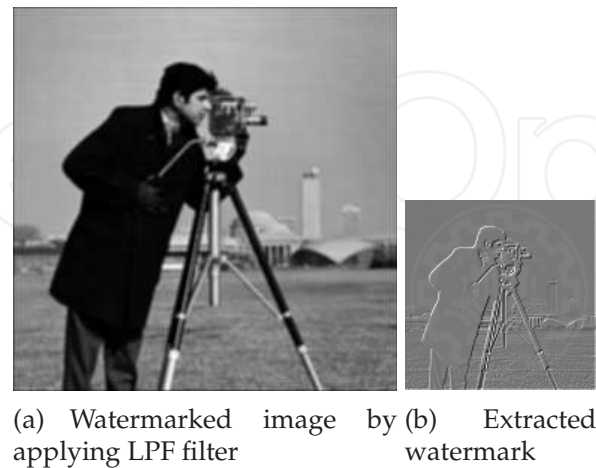 (a) Watermarked image by
applying LPF filter
(b) Extracted
watermark